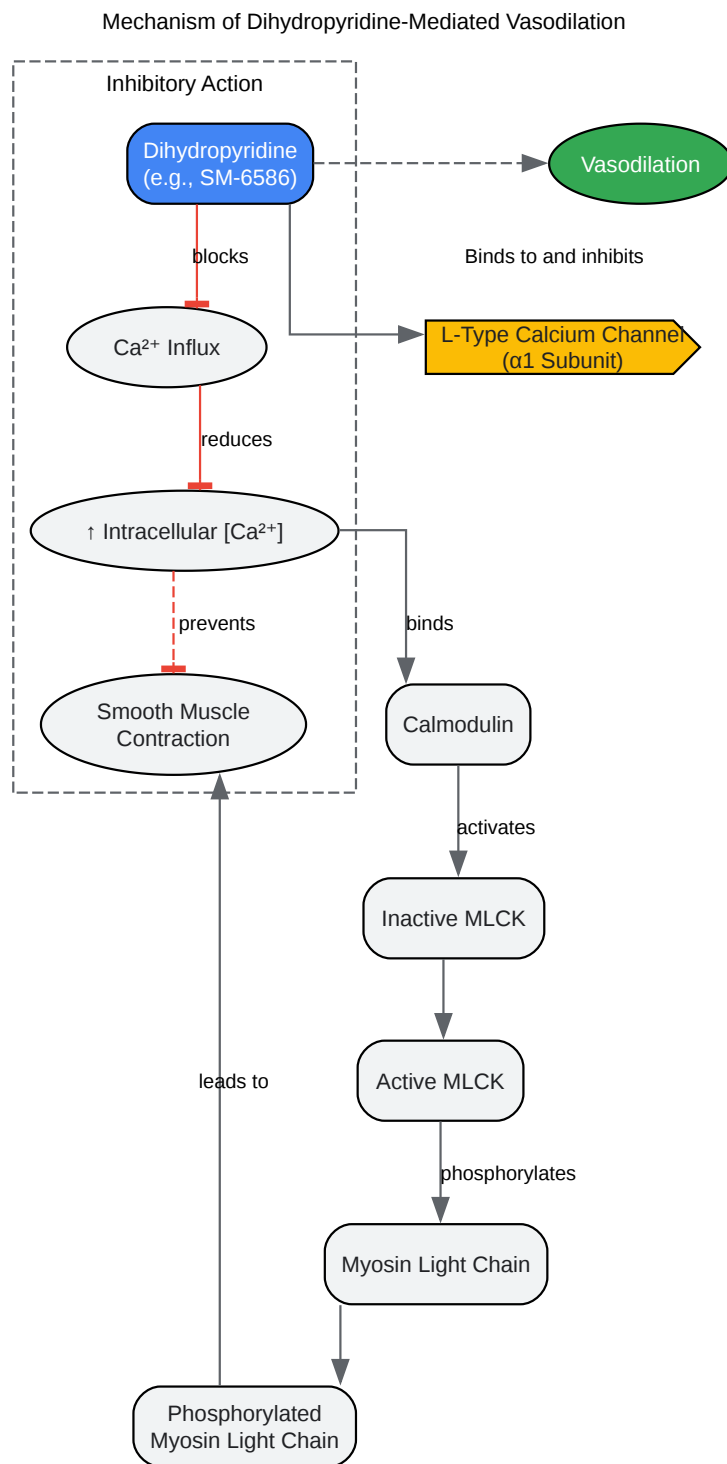 Mechanism of Dihydropyridine-Mediated Vasodilation
Inhibitory Action
Dihydropyridine
(e.g., SM-6586)
Vasodilation
blocks
Binds to and inhibits
Ca²⁺ Influx
L-Type Calcium Channel
(α1 Subunit)
reduces
↑ Intracellular [Ca²⁺]
prevents
binds
Smooth Muscle
Contraction
Calmodulin
activates
Inactive MLCK
Active MLCK
leads to
phosphorylates
Myosin Light Chain
Phosphorylated
Myosin Light Chain